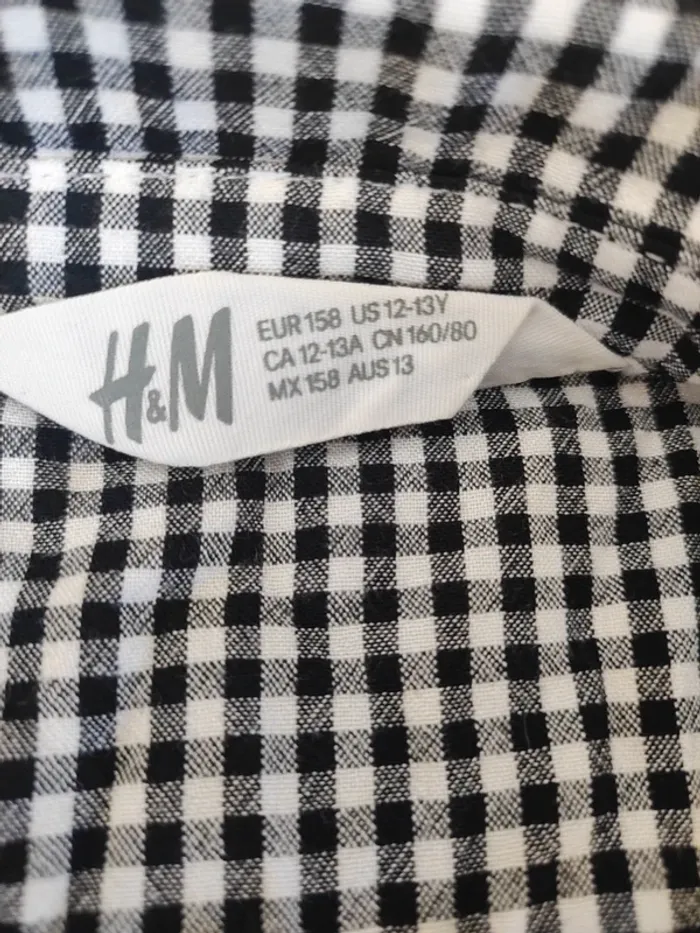 H&M
EUR 158 US 12-13Y
CA 12-13A CN 160/80
MX 158 AUS 13